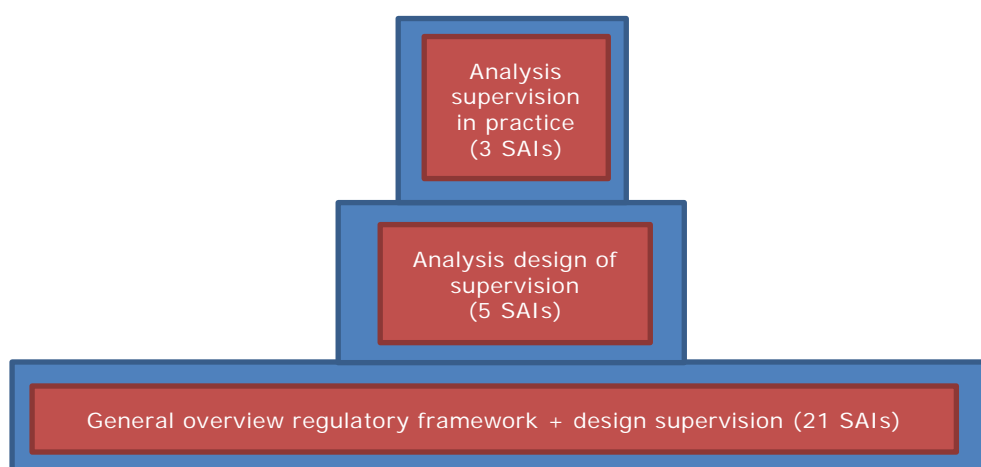 Analysis
supervision
in practice
(3 SAIs)
Analysis design of
supervision
(5 SAIs)
General overview regulatory framework + design supervision (21 SAIs)